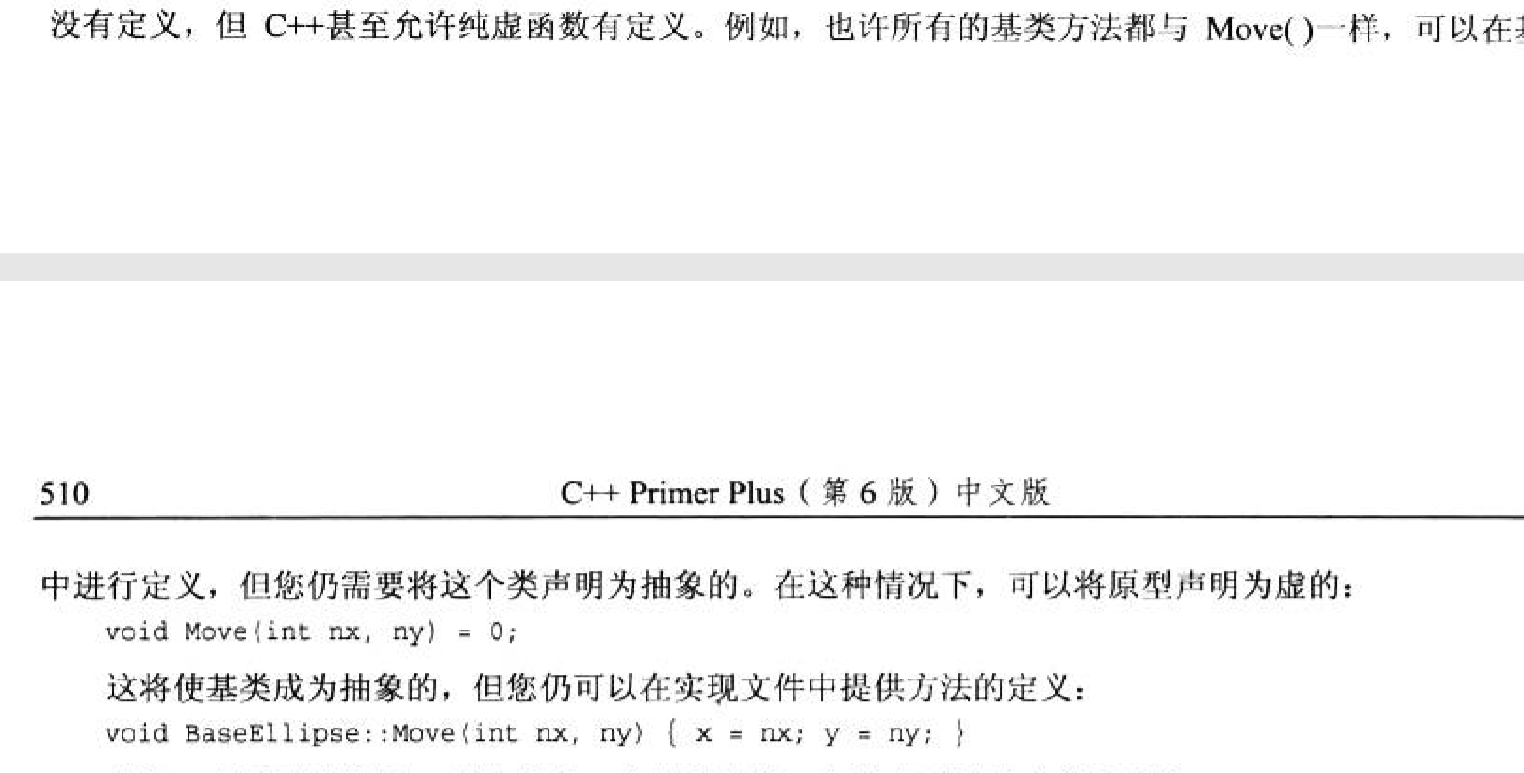 没有定义，但 C++甚至允许纯虚函数有定义。例如，也许所有的基类方法都与 Move( )一样，可以在
510
C++ Primer Plus（第 6 版）中文版
中进行定义，但您仍需要将这个类声明为抽象的。在这种情况下，可以将原型声明为虚的：
void Move(int nx, ny) = 0;
这将使基类成为抽象的，但您仍可以在实现文件中提供方法的定义：
void BaseEllipse::Move(int nx, ny) { x = nx; y = ny; }